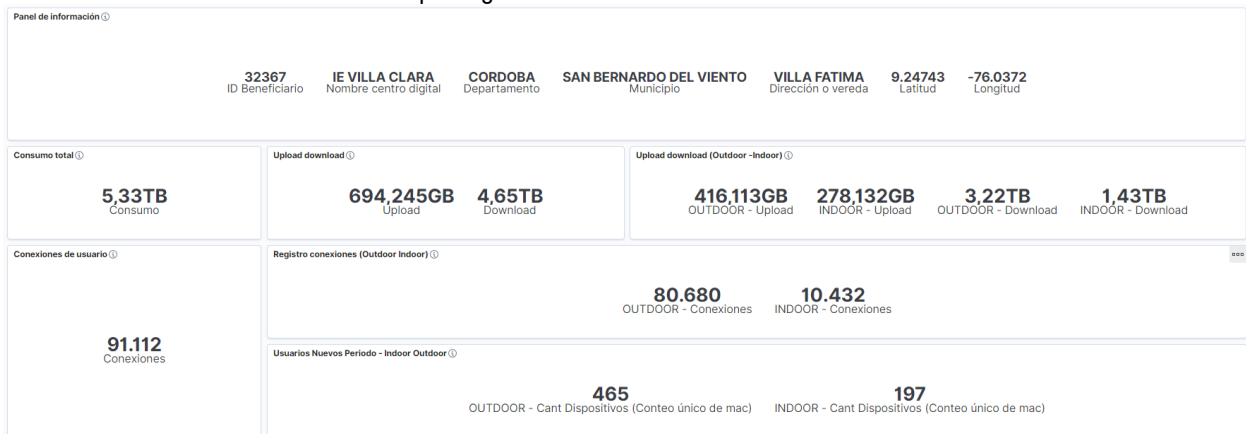 Panel de información
32367 IE VILLA CLARA CORDOBA SAN BERNARDO DEL VIENTO VILLA FATIMA 9.24743 -76.0372
ID Beneficiario Nombre centro digital Departamento Municipio Dirección o vereda Latitud Longitud
Consumo total
5,33TB
Consumo
Upload download
694,245GB 4,65TB
Upload Download
Upload download (Outdoor -Indoor)
416,113GB 278,132GB 3,22TB 1,43TB
OUTDOOR - Upload INDOOR - Upload OUTDOOR - Download INDOOR - Download
Conexiones de usuario
91.112
Conexiones
Registro conexiones (Outdoor Indoor)
80.680 10.432
OUTDOOR - Conexiones INDOOR - Conexiones
Usuarios Nuevos Periodo - Indoor Outdoor
465 197
OUTDOOR - Cant Dispositivos (Conteo único de mac) INDOOR - Cant Dispositivos (Conteo único de mac)